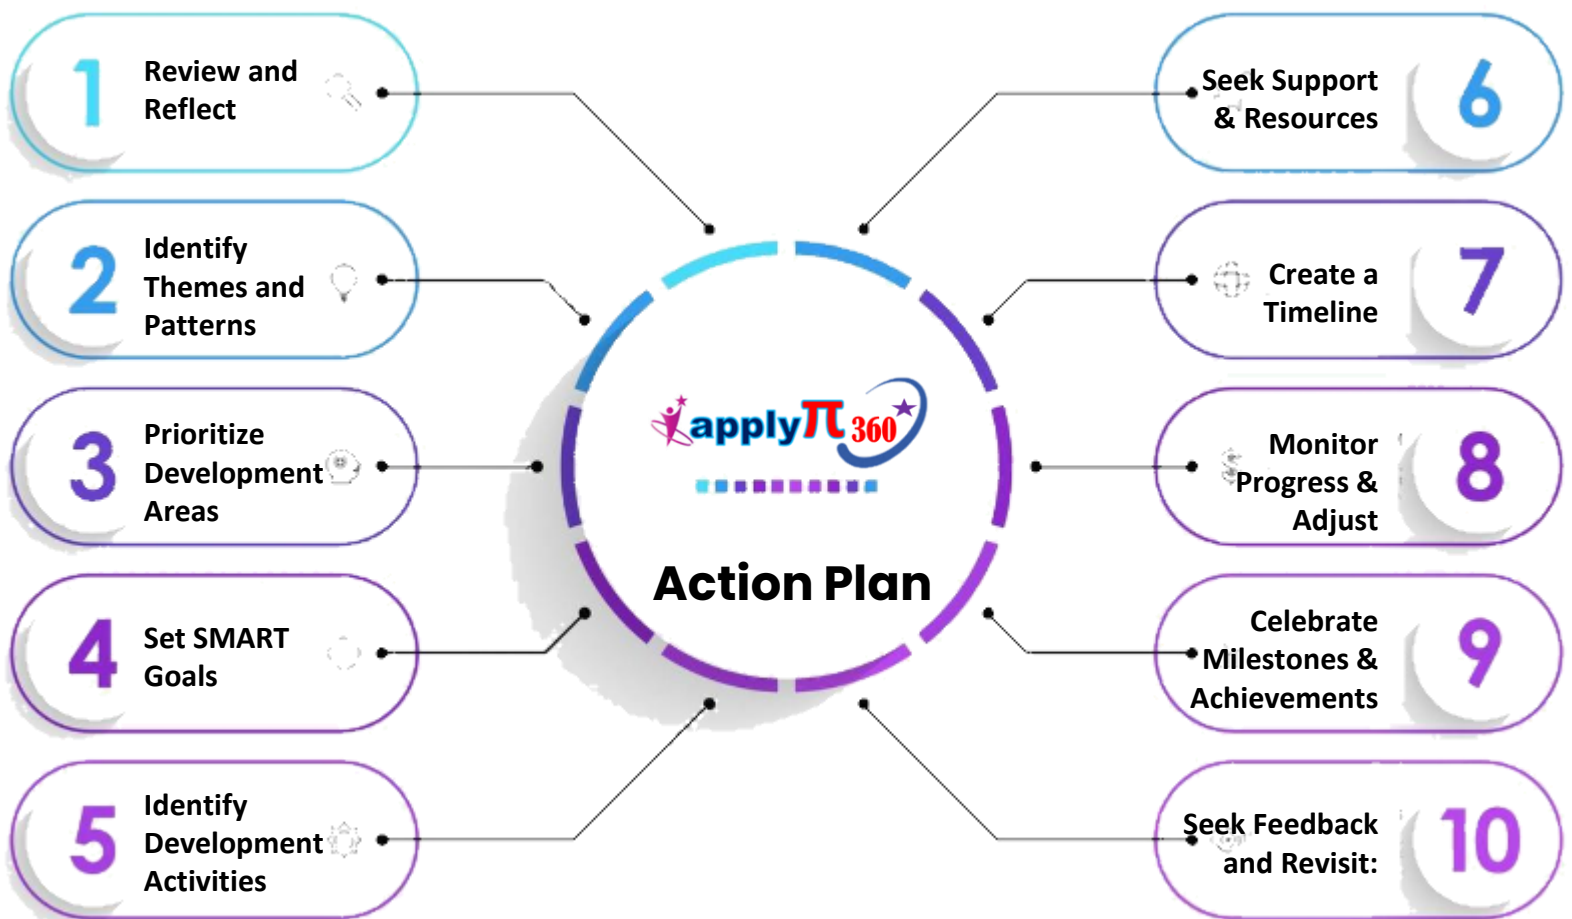 1
Review and
Reflect
2
Identify
Themes and
Patterns
3
Prioritize
Development
Areas
4
Set SMART
Goals
5
Identify
Development
Activities
applyπ 360
Action Plan
6
Seek Support
& Resources
7
Create a
Timeline
8
Monitor
Progress &
Adjust
9
Celebrate
Milestones &
Achievements
10
Seek Feedback
and Revisit: